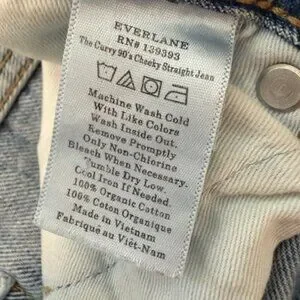 EVERLANE
RN# 139393
The Curvy 90's Cheeky Straight Jean
Machine Wash Cold
With Like Colors
Wash Inside Out.
Remove Promptly
Only Non-Chlorine
Bleach When Necessary.
Tumble Dry Low.
Cool Iron If Needed.
100% Organic Cotton
100% Coton Organique
Made in Vietnam
Fabriqué au Viêt-Nam